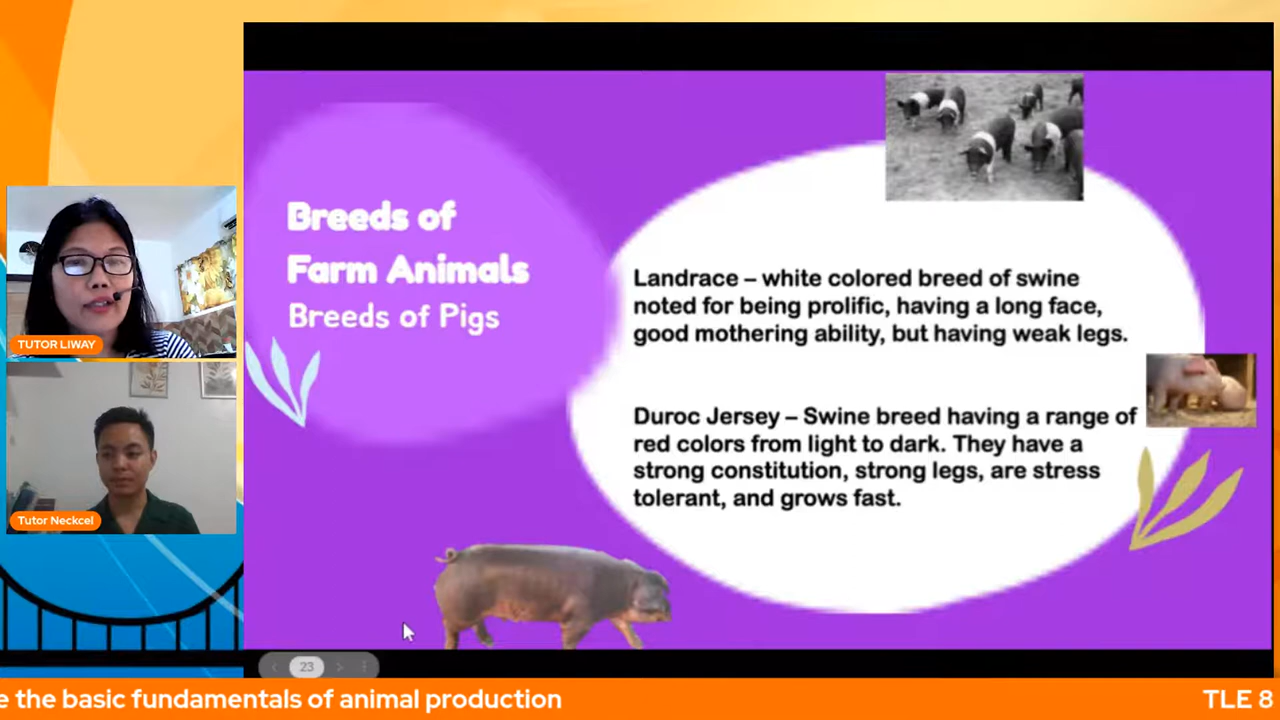 Breeds of
Farm Animals
Breeds of Pigs
Landrace – white colored breed of swine
noted for being prolific, having a long face,
good mothering ability, but having weak legs.
Duroc Jersey – Swine breed having a range of
red colors from light to dark. They have a
strong constitution, strong legs, are stress
tolerant, and grows fast.
TUTOR LIWAY
Tutor Neckcel
23
e the basic fundamentals of animal production
TLE 8